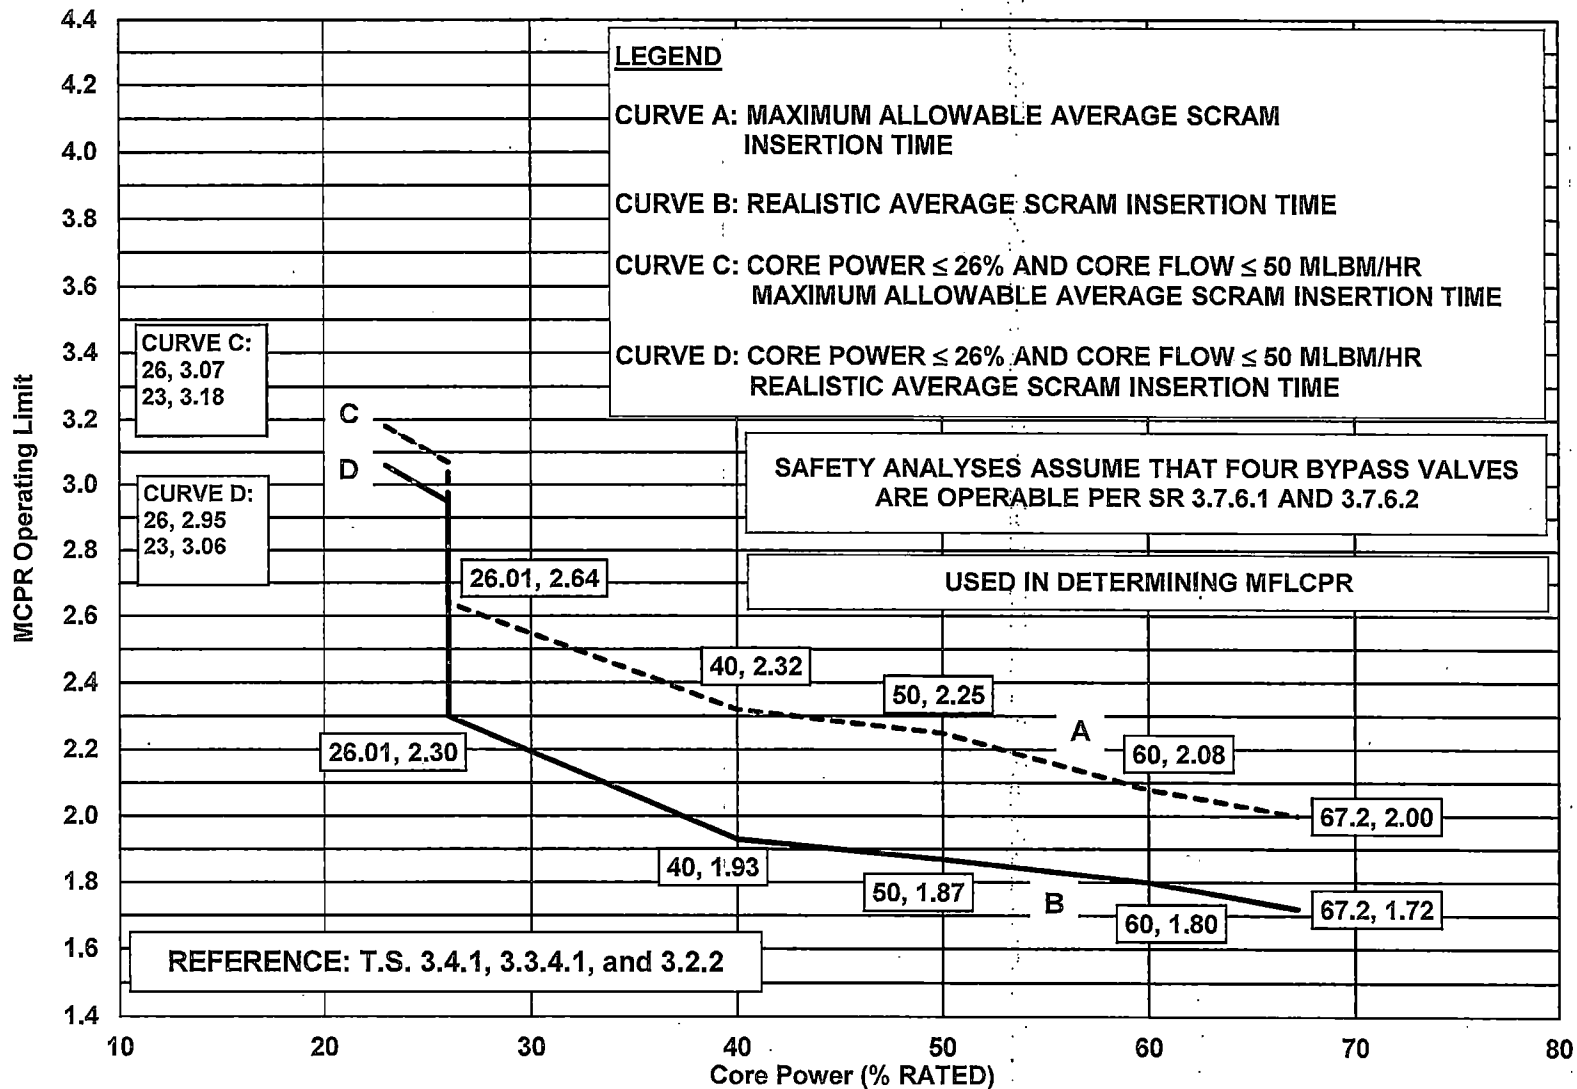 4.4
4.2
4.0
3.8
3.6
3.4
3.2
3.0
2.8
2.6
2.4
2.2
2.0
1.8
1.6
1.4
MCPR Operating Limit
LEGEND
CURVE A: MAXIMUM ALLOWABLE AVERAGE SCRAM
INSERTION TIME
CURVE B: REALISTIC AVERAGE SCRAM INSERTION TIME
CURVE C: CORE POWER ≤ 26% AND CORE FLOW ≤ 50 MLBM/HR
MAXIMUM ALLOWABLE AVERAGE SCRAM INSERTION TIME
CURVE D: CORE POWER ≤ 26% AND CORE FLOW ≤ 50 MLBM/HR
REALISTIC AVERAGE SCRAM INSERTION TIME
CURVE C:
26, 3.07
23, 3.18
C
D
CURVE D:
26, 2.95
23, 3.06
SAFETY ANALYSES ASSUME THAT FOUR BYPASS VALVES
ARE OPERABLE PER SR 3.7.6.1 AND 3.7.6.2
USED IN DETERMINING MFLCPR
26.01, 2.64
40, 2.32
50, 2.25
A
60, 2.08
67.2, 2.00
26.01, 2.30
40, 1.93
50, 1.87
B
60, 1.80
67.2, 1.72
REFERENCE: T.S. 3.4.1, 3.3.4.1, and 3.2.2
10
20
30
40
50
60
70
80
Core Power (% RATED)